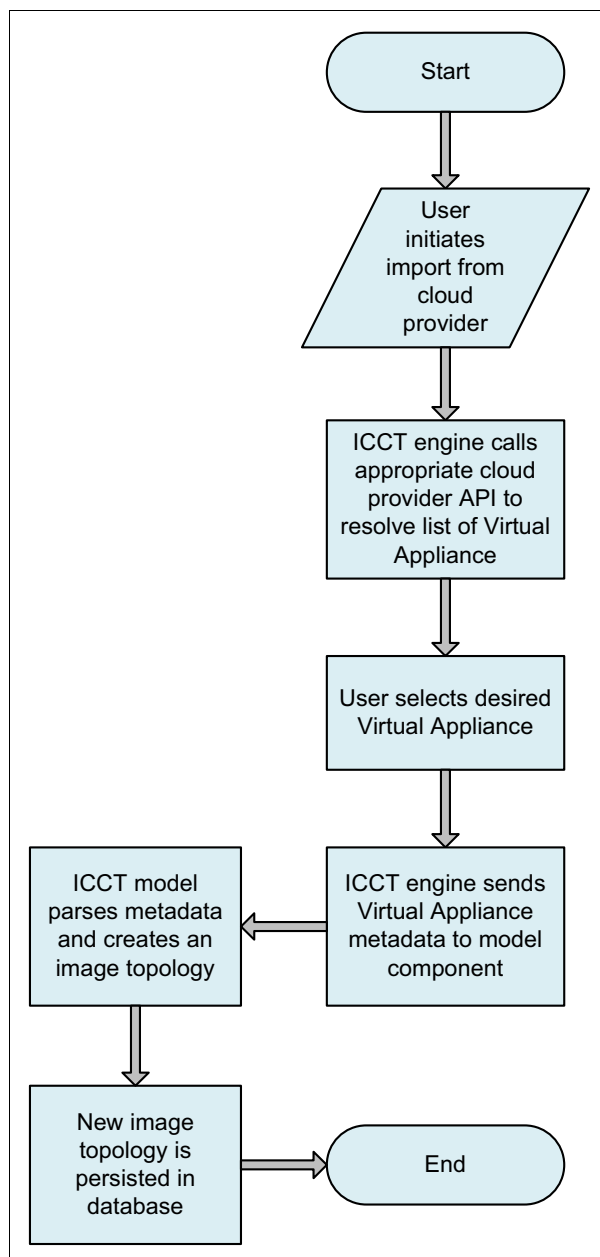 Start
User
initiates
import from
cloud
provider
ICCT engine calls
appropriate cloud
provider API to
resolve list of Virtual
Appliance
User selects desired
Virtual Appliance
ICCT engine sends
Virtual Appliance
metadata to model
component
ICCT model
parses metadata
and creates an
image topology
New image
topology is
persisted in
database
End